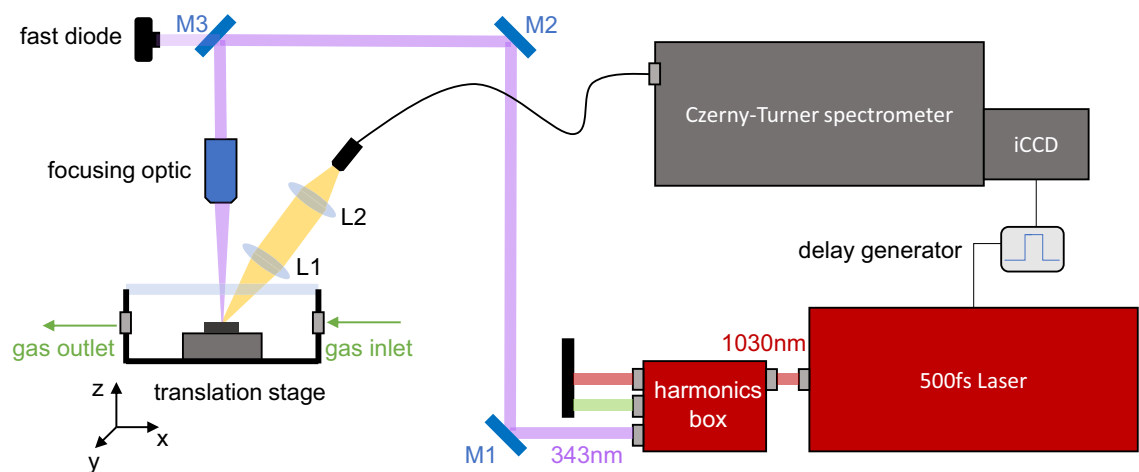 M3
M2
fast diode
Czerny-Turner spectrometer
iCCD
focusing optic
L2
delay generator
L1
gas outlet
gas inlet
1030nm
translation stage
harmonics
box
500fs Laser
z
x
y
M1
343nm